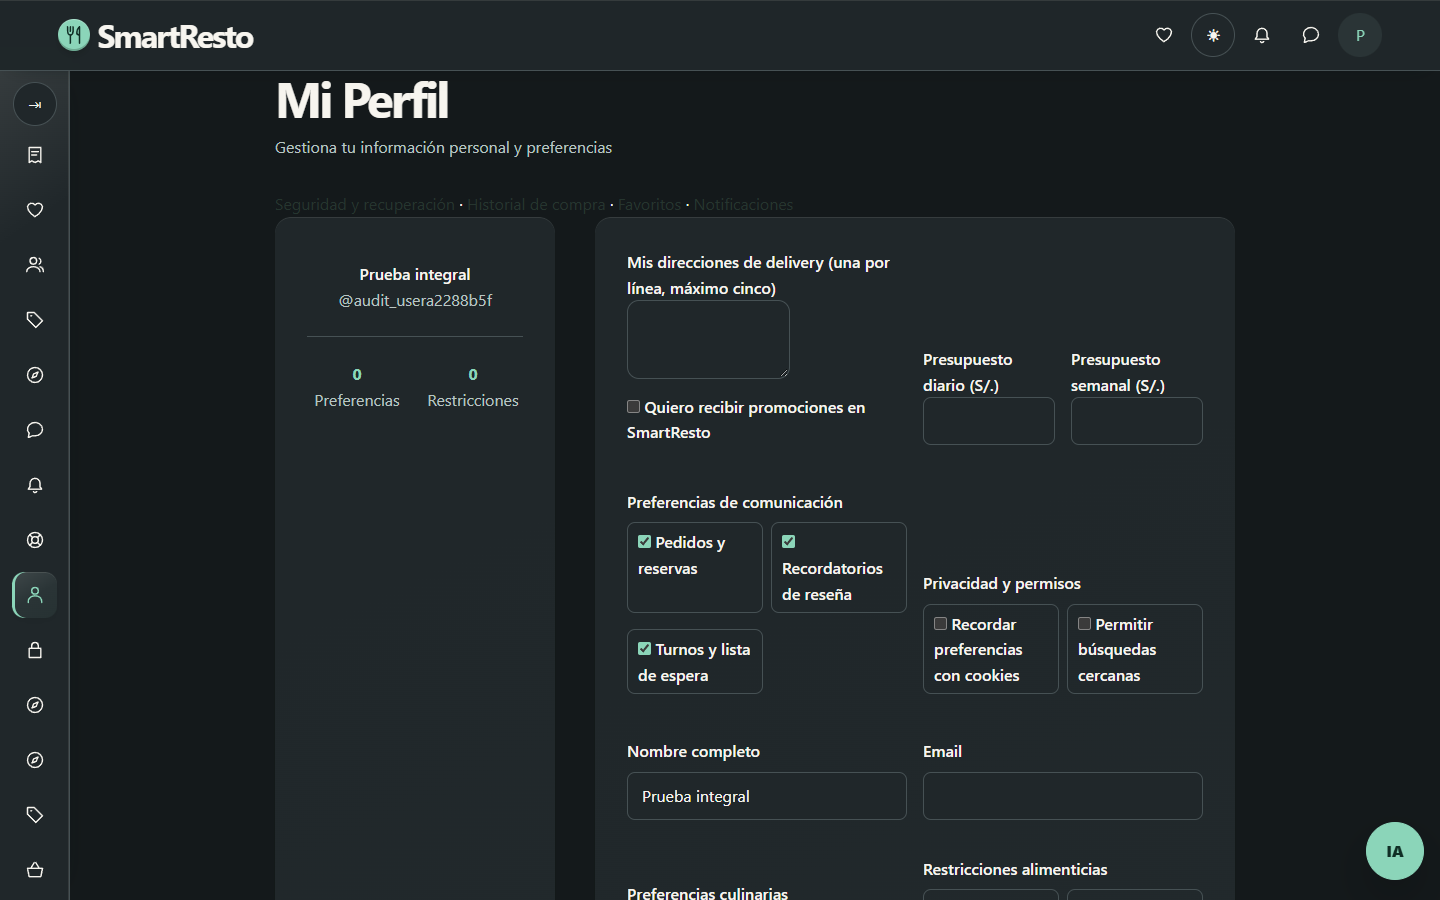 SmartResto
P
Mi Perfil
Gestiona tu información personal y preferencias
Seguridad y recuperación · Historial de compra · Favoritos · Notificaciones
Prueba integral
@audit_usera2288b5f
0
Preferencias
0
Restricciones
Mis direcciones de delivery (una por
línea, máximo cinco)
Quiero recibir promociones en
SmartResto
Presupuesto
diario (S/.)
Presupuesto
semanal (S/.)
Preferencias de comunicación
Pedidos y
reservas
Recordatorios
de reseña
Turnos y lista
de espera
Privacidad y permisos
Recordar
preferencias
con cookies
Permitir
búsquedas
cercanas
Nombre completo
Prueba integral
Email
Preferencias culinarias
Restricciones alimenticias
IA